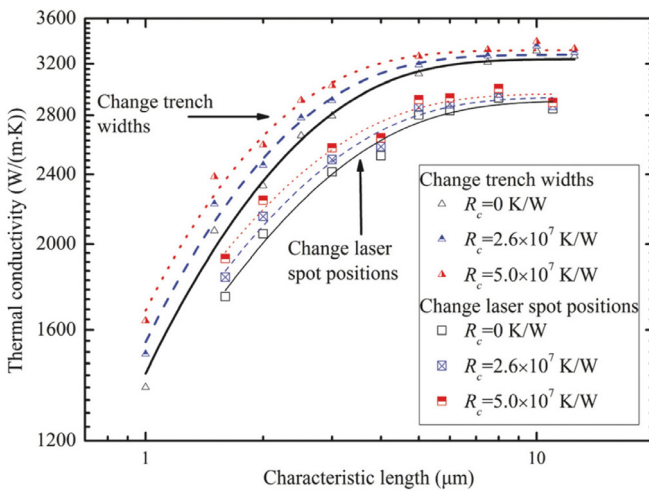 3600
3200
2800
2400
2000
1600
1200
Thermal conductivity (W/(m·K))
Change trench
widths
Change laser
spot positions
Change trench widths
R_c=0 K/W
R_c=2.6×10^7 K/W
R_c=5.0×10^7 K/W
Change laser spot positions
R_c=0 K/W
R_c=2.6×10^7 K/W
R_c=5.0×10^7 K/W
1
10
Characteristic length (μm)